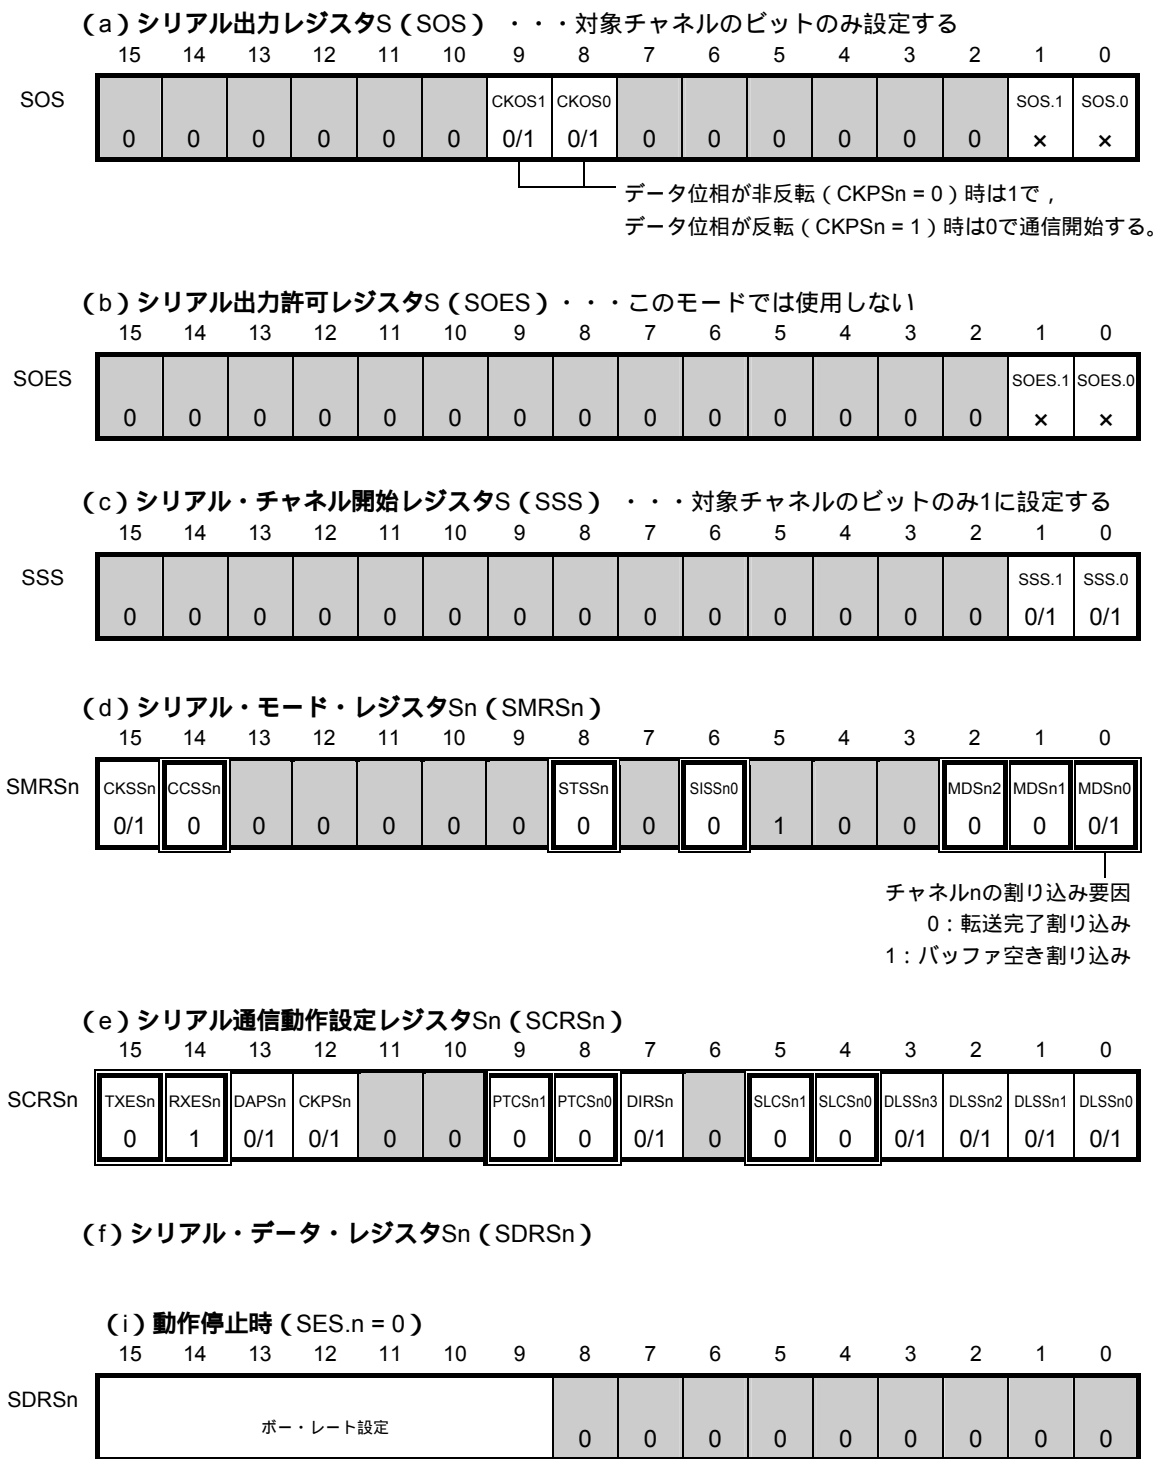 （a）シリアル出力レジスタS（SOS） ・・・対象チャネルのビットのみ設定する
15 14 13 12 11 10 9 8 7 6 5 4 3 2 1 0
SOS CKOS1 CKOS0 SOS.1 SOS.0
0 0 0 0 0 0 0/1 0/1 0 0 0 0 0 0 × ×
データ位相が非反転（CKPSn = 0）時は1で，
データ位相が反転（CKPSn = 1）時は0で通信開始する。
（b）シリアル出力許可レジスタS（SOES）・・・このモードでは使用しない
15 14 13 12 11 10 9 8 7 6 5 4 3 2 1 0
SOES SOES.1 SOES.0
0 0 0 0 0 0 0 0 0 0 0 0 0 0 × ×
（c）シリアル・チャネル開始レジスタS（SSS） ・・・対象チャネルのビットのみ1に設定する
15 14 13 12 11 10 9 8 7 6 5 4 3 2 1 0
SSS SSS.1 SSS.0
0 0 0 0 0 0 0 0 0 0 0 0 0 0 0/1 0/1
（d）シリアル・モード・レジスタSn（SMRSn）
15 14 13 12 11 10 9 8 7 6 5 4 3 2 1 0
SMRSn CKSSn CCSSn STSSn SISSn0 MDSn2 MDSn1 MDSn0
0/1 0 0 0 0 0 0 0 0 0 1 0 0 0 0 0/1
チャネルnの割り込み要因
0：転送完了割り込み
1：バッファ空き割り込み
（e）シリアル通信動作設定レジスタSn（SCRSn）
15 14 13 12 11 10 9 8 7 6 5 4 3 2 1 0
SCRSn TXESn RXESn DAPSn CKPSn PTCSn1 PTCSn0 DIRSn SLCSn1 SLCSn0 DLSSn3 DLSSn2 DLSSn1 DLSSn0
0 1 0/1 0/1 0 0 0 0 0/1 0 0 0 0/1 0/1 0/1 0/1
（f）シリアル・データ・レジスタSn（SDRSn）
（i）動作停止時（SES.n = 0）
15 14 13 12 11 10 9 8 7 6 5 4 3 2 1 0
SDRSn
ボー・レート設定 0 0 0 0 0 0 0 0 0